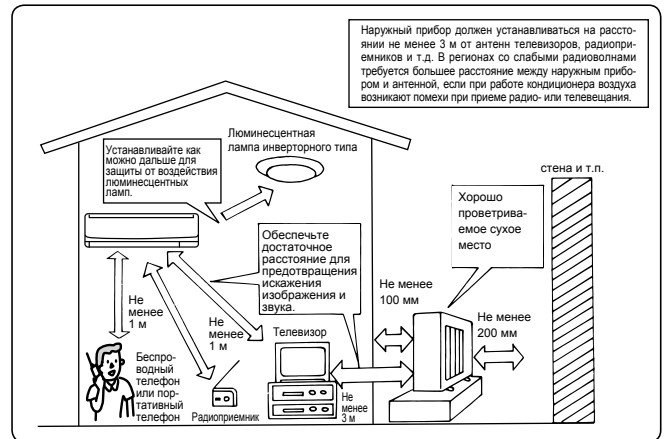 Наружный прибор должен устанавливаться на рассто-
янии не менее 3 м от антенн телевизоров, радиопри-
емников и т.д. В регионах со слабыми радиоволнами
требуется большее расстояние между наружным прибо-
ром и антенной, если при работе кондиционера воздуха
возникают помехи при приеме радио- или телевещания.
Люминесцентная
лампа инверторного типа
Устанавливайте как
можно дальше для
защиты от воздействия
люминесцентных
ламп.
стена и т.п.
Хорошо
проветрива-
емое сухое
место
Обеспечьте
достаточное
расстояние для
предотвращения
искажения
изображения и
звука.
Не менее
100 мм
Не менее
200 мм
Не
менее
1 м
Не
менее
1 м
Телевизор
Беспро-
водный
телефон
или пор-
тативный
телефон
Радиоприемник
Не
менее
3 м